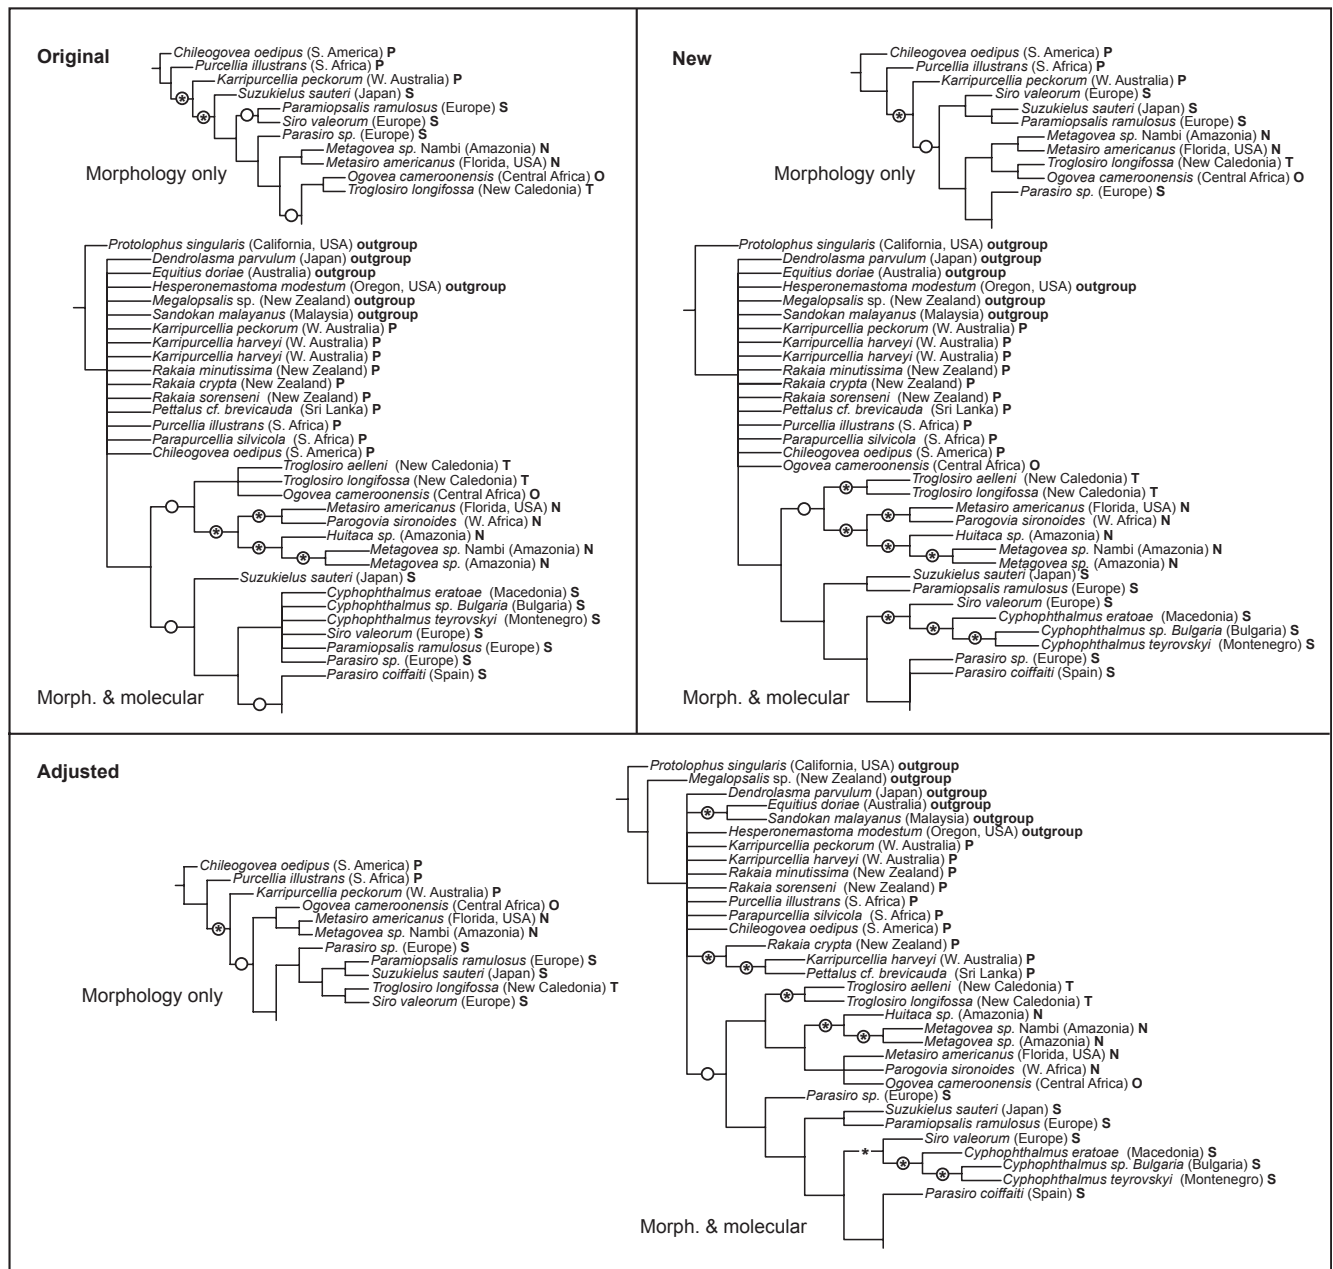 Original
Chileogovea oedipus (S. America) P
Purcellia illustrans (S. Africa) P
Karripurcellia peckorum (W. Australia) P
Suzukielus sauteri (Japan) S
Paramiopsalis ramulosus (Europe) S
Siro valeorum (Europe) S
Parasiro sp. (Europe) S
Metagovea sp. Nambi (Amazonia) N
Metasiro americanus (Florida, USA) N
Ogovea cameroonensis (Central Africa) O
Troglosiro longifossa (New Caledonia) T
Morphology only
Protolophus singularis (California, USA) outgroup
Dendrolasma parvulum (Japan) outgroup
Equitius doriae (Australia) outgroup
Hesperonemastoma modestum (Oregon, USA) outgroup
Megalopsalis sp. (New Zealand) outgroup
Sandokan malayanus (Malaysia) outgroup
Karripurcellia peckorum (W. Australia) P
Karripurcellia harveyi (W. Australia) P
Karripurcellia harveyi (W. Australia) P
Rakaia minutissima (New Zealand) P
Rakaia crypta (New Zealand) P
Rakaia sorenseni (New Zealand) P
Pettalus cf. brevicauda (Sri Lanka) P
Purcellia illustrans (S. Africa) P
Parapurcellia silvicola (S. Africa) P
Chileogovea oedipus (S. America) P
Troglosiro aelleni (New Caledonia) T
Troglosiro longifossa (New Caledonia) T
Ogovea cameroonensis (Central Africa) O
Metasiro americanus (Florida, USA) N
Parogovia sironoides (W. Africa) N
Huitaca sp. (Amazonia) N
Metagovea sp. Nambi (Amazonia) N
Metagovea sp. (Amazonia) N
Suzukielus sauteri (Japan) S
Cyphophthalmus eratoae (Macedonia) S
Cyphophthalmus sp. Bulgaria (Bulgaria) S
Cyphophthalmus teyrovskyi (Montenegro) S
Siro valeorum (Europe) S
Paramiopsalis ramulosus (Europe) S
Parasiro sp. (Europe) S
Parasiro coiffaiti (Spain) S
Morph. & molecular
New
Chileogovea oedipus (S. America) P
Purcellia illustrans (S. Africa) P
Karripurcellia peckorum (W. Australia) P
Siro valeorum (Europe) S
Suzukielus sauteri (Japan) S
Paramiopsalis ramulosus (Europe) S
Metagovea sp. Nambi (Amazonia) N
Metasiro americanus (Florida, USA) N
Troglosiro longifossa (New Caledonia) T
Ogovea cameroonensis (Central Africa) O
Parasiro sp. (Europe) S
Morphology only
Protolophus singularis (California, USA) outgroup
Dendrolasma parvulum (Japan) outgroup
Equitius doriae (Australia) outgroup
Hesperonemastoma modestum (Oregon, USA) outgroup
Megalopsalis sp. (New Zealand) outgroup
Sandokan malayanus (Malaysia) outgroup
Karripurcellia peckorum (W. Australia) P
Karripurcellia harveyi (W. Australia) P
Karripurcellia harveyi (W. Australia) P
Rakaia minutissima (New Zealand) P
Rakaia crypta (New Zealand) P
Rakaia sorenseni (New Zealand) P
Pettalus cf. brevicauda (Sri Lanka) P
Purcellia illustrans (S. Africa) P
Parapurcellia silvicola (S. Africa) P
Chileogovea oedipus (S. America) P
Ogovea cameroonensis (Central Africa) O
Troglosiro aelleni (New Caledonia) T
Troglosiro longifossa (New Caledonia) T
Metasiro americanus (Florida, USA) N
Parogovia sironoides (W. Africa) N
Huitaca sp. (Amazonia) N
Metagovea sp. Nambi (Amazonia) N
Metagovea sp. (Amazonia) N
Suzukielus sauteri (Japan) S
Paramiopsalis ramulosus (Europe) S
Siro valeorum (Europe) S
Cyphophthalmus eratoae (Macedonia) S
Cyphophthalmus sp. Bulgaria (Bulgaria) S
Cyphophthalmus teyrovskyi (Montenegro) S
Parasiro sp. (Europe) S
Parasiro coiffaiti (Spain) S
Morph. & molecular
Adjusted
Chileogovea oedipus (S. America) P
Purcellia illustrans (S. Africa) P
Karripurcellia peckorum (W. Australia) P
Ogovea cameroonensis (Central Africa) O
Metasiro americanus (Florida, USA) N
Metagovea sp. Nambi (Amazonia) N
Parasiro sp. (Europe) S
Paramiopsalis ramulosus (Europe) S
Suzukielus sauteri (Japan) S
Troglosiro longifossa (New Caledonia) T
Siro valeorum (Europe) S
Morphology only
Protolophus singularis (California, USA) outgroup
Megalopsalis sp. (New Zealand) outgroup
Dendrolasma parvulum (Japan) outgroup
Equitius doriae (Australia) outgroup
Sandokan malayanus (Malaysia) outgroup
Hesperonemastoma modestum (Oregon, USA) outgroup
Karripurcellia peckorum (W. Australia) P
Karripurcellia harveyi (W. Australia) P
Rakaia minutissima (New Zealand) P
Rakaia sorenseni (New Zealand) P
Purcellia illustrans (S. Africa) P
Parapurcellia silvicola (S. Africa) P
Chileogovea oedipus (S. America) P
Rakaia crypta (New Zealand) P
Karripurcellia harveyi (W. Australia) P
Pettalus cf. brevicauda (Sri Lanka) P
Troglosiro aelleni (New Caledonia) T
Troglosiro longifossa (New Caledonia) T
Huitaca sp. (Amazonia) N
Metagovea sp. Nambi (Amazonia) N
Metagovea sp. (Amazonia) N
Metasiro americanus (Florida, USA) N
Parogovia sironoides (W. Africa) N
Ogovea cameroonensis (Central Africa) O
Parasiro sp. (Europe) S
Suzukielus sauteri (Japan) S
Paramiopsalis ramulosus (Europe) S
Siro valeorum (Europe) S
Cyphophthalmus eratoae (Macedonia) S
Cyphophthalmus sp. Bulgaria (Bulgaria) S
Cyphophthalmus teyrovskyi (Montenegro) S
Parasiro coiffaiti (Spain) S
Morph. & molecular